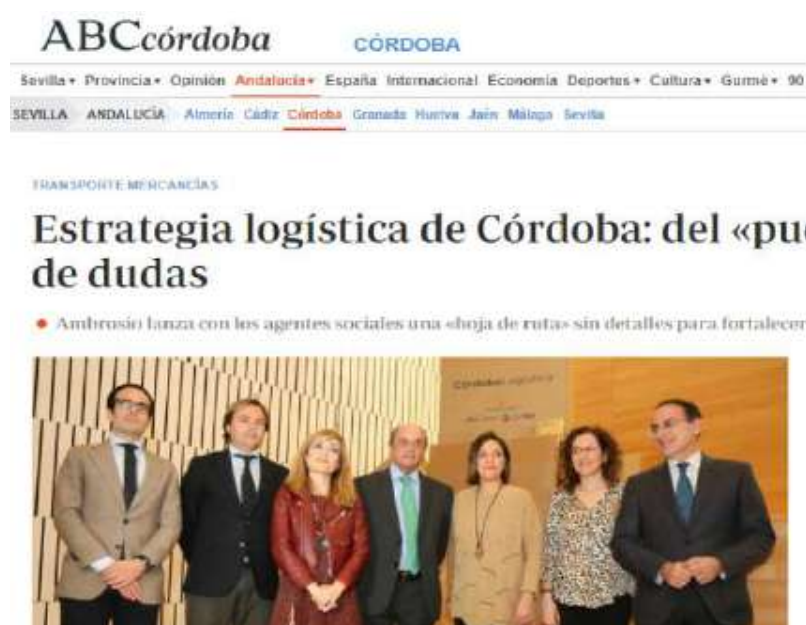 ABCcórdoba
CÓRDOBA
Sevilla Provincia Opinión Andalucía España Internacional Economía Deportes Cultura Gurmé 90
SEVILLA ANDALUCÍA Almería Cádiz Córdoba Granada Huelva Jaén Málaga Sevilla
TRANSPORTE MERCANCÍAS
Estrategia logística de Córdoba: del «pu
de dudas
Ambrosio lanza con los agentes sociales una «hoja de ruta» sin detalles para fortalecer